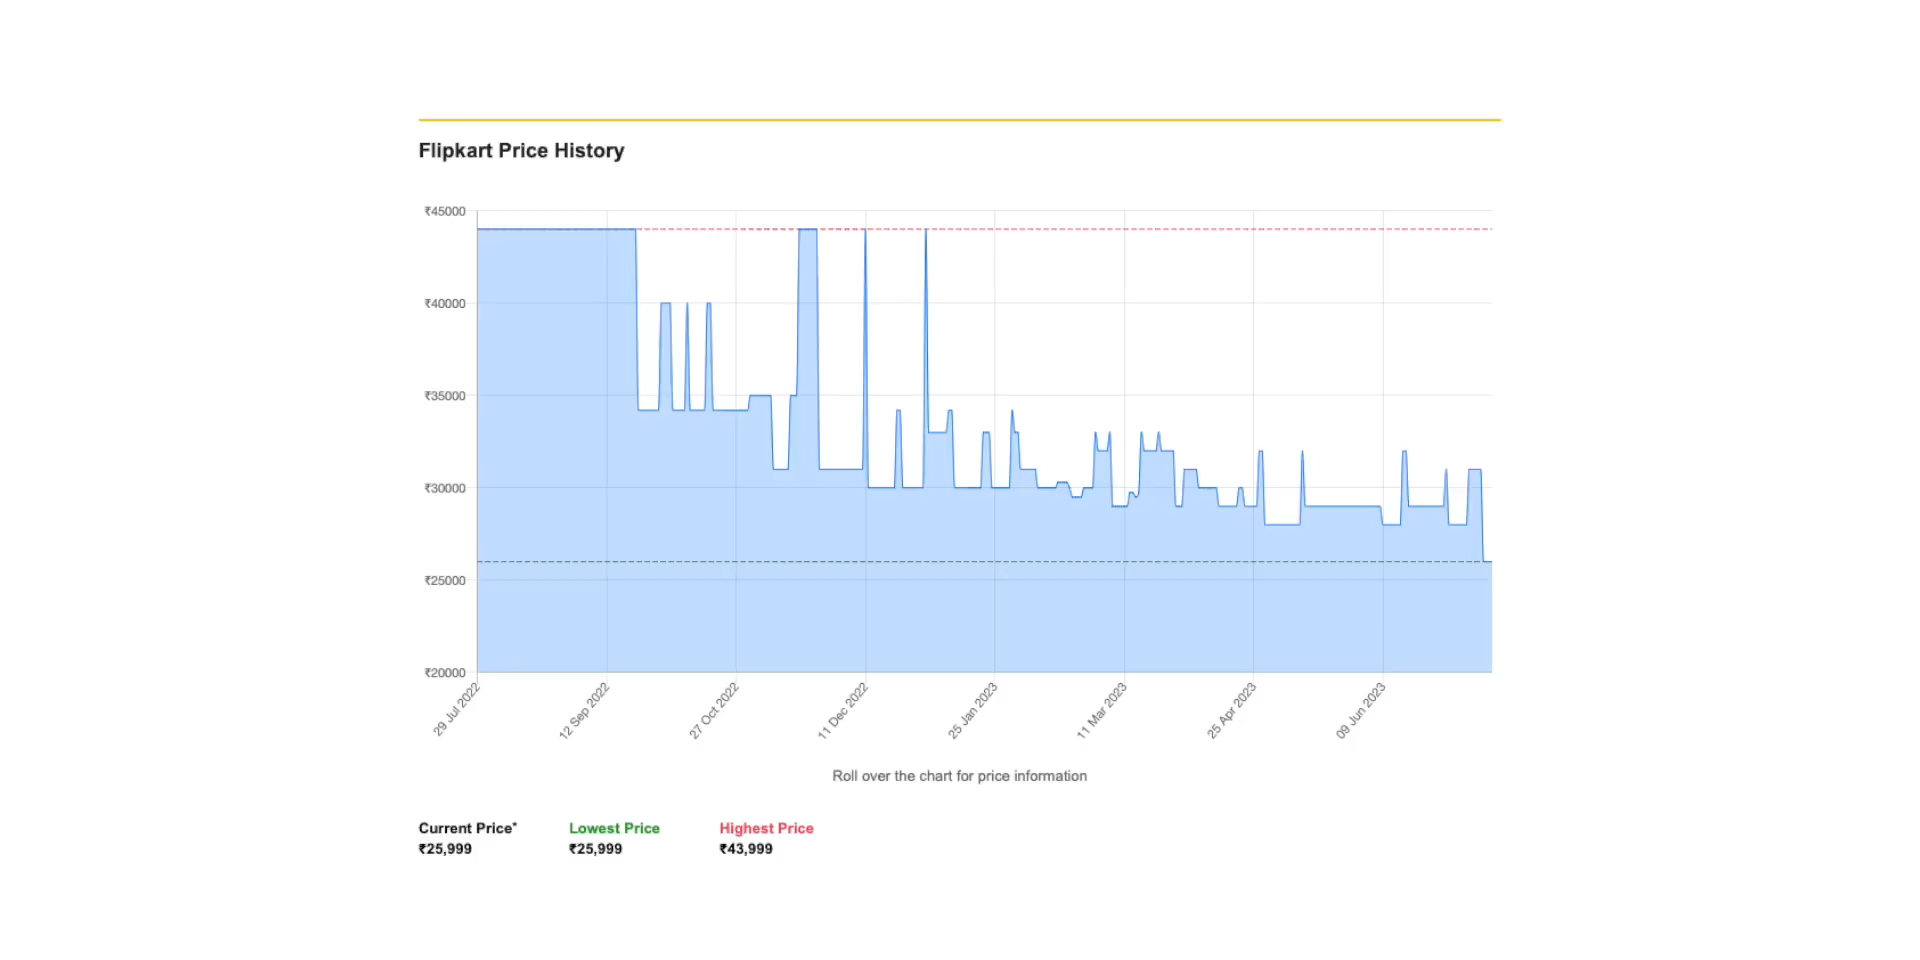 Flipkart Price History
₹45000
₹40000
₹35000
₹30000
₹25000
₹20000
29 Jul 2022
12 Sep 2022
27 Oct 2022
11 Dec 2022
25 Jan 2023
11 Mar 2023
25 Apr 2023
09 Jun 2023
Roll over the chart for price information
Current Price* Lowest Price Highest Price
₹25,999 ₹25,999 ₹43,999